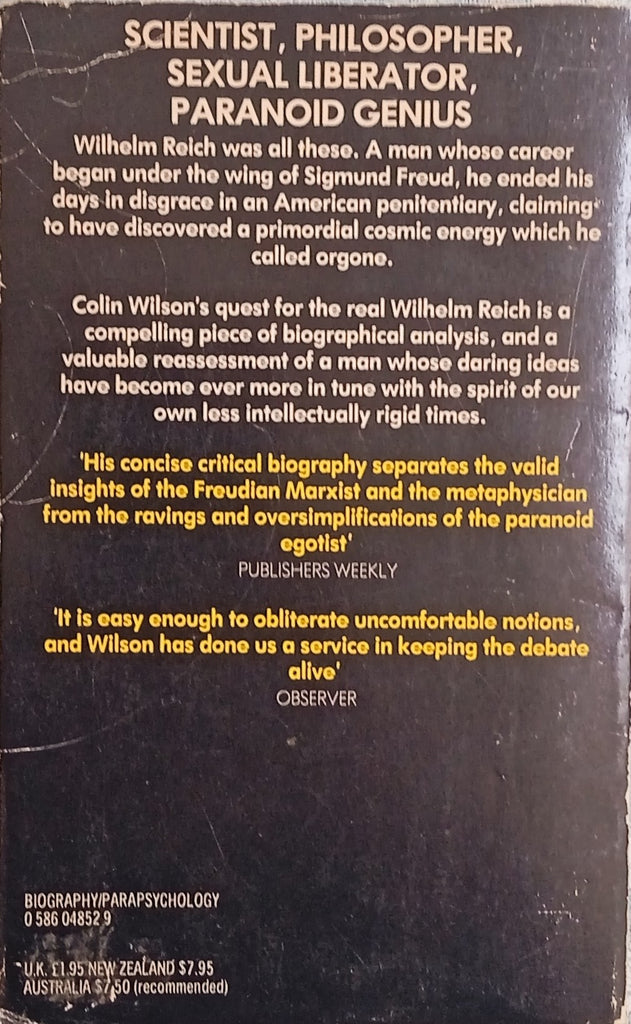 SCIENTIST, PHILOSOPHER,
SEXUAL LIBERATOR,
PARANOID GENIUS
Wilhelm Reich was all these. A man whose career
began under the wing of Sigmund Freud, he ended his
days in disgrace in an American penitentiary, claiming
to have discovered a primordial cosmic energy which he
called orgone.
Colin Wilson's quest for the real Wilhelm Reich is a
compelling piece of biographical analysis, and a
valuable reassessment of a man whose daring ideas
have become ever more in tune with the spirit of our
own less intellectually rigid times.
'His concise critical biography separates the valid
insights of the Freudian Marxist and the metaphysician
from the ravings and oversimplifications of the paranoid
egotist'
PUBLISHERS WEEKLY
'It is easy enough to obliterate uncomfortable notions,
and Wilson has done us a service in keeping the debate
alive'
OBSERVER
BIOGRAPHY/PARAPSYCHOLOGY
0 586 04852 9
U.K. £1.95 NEW ZEALAND $7.95
AUSTRALIA $7.50 (recommended)